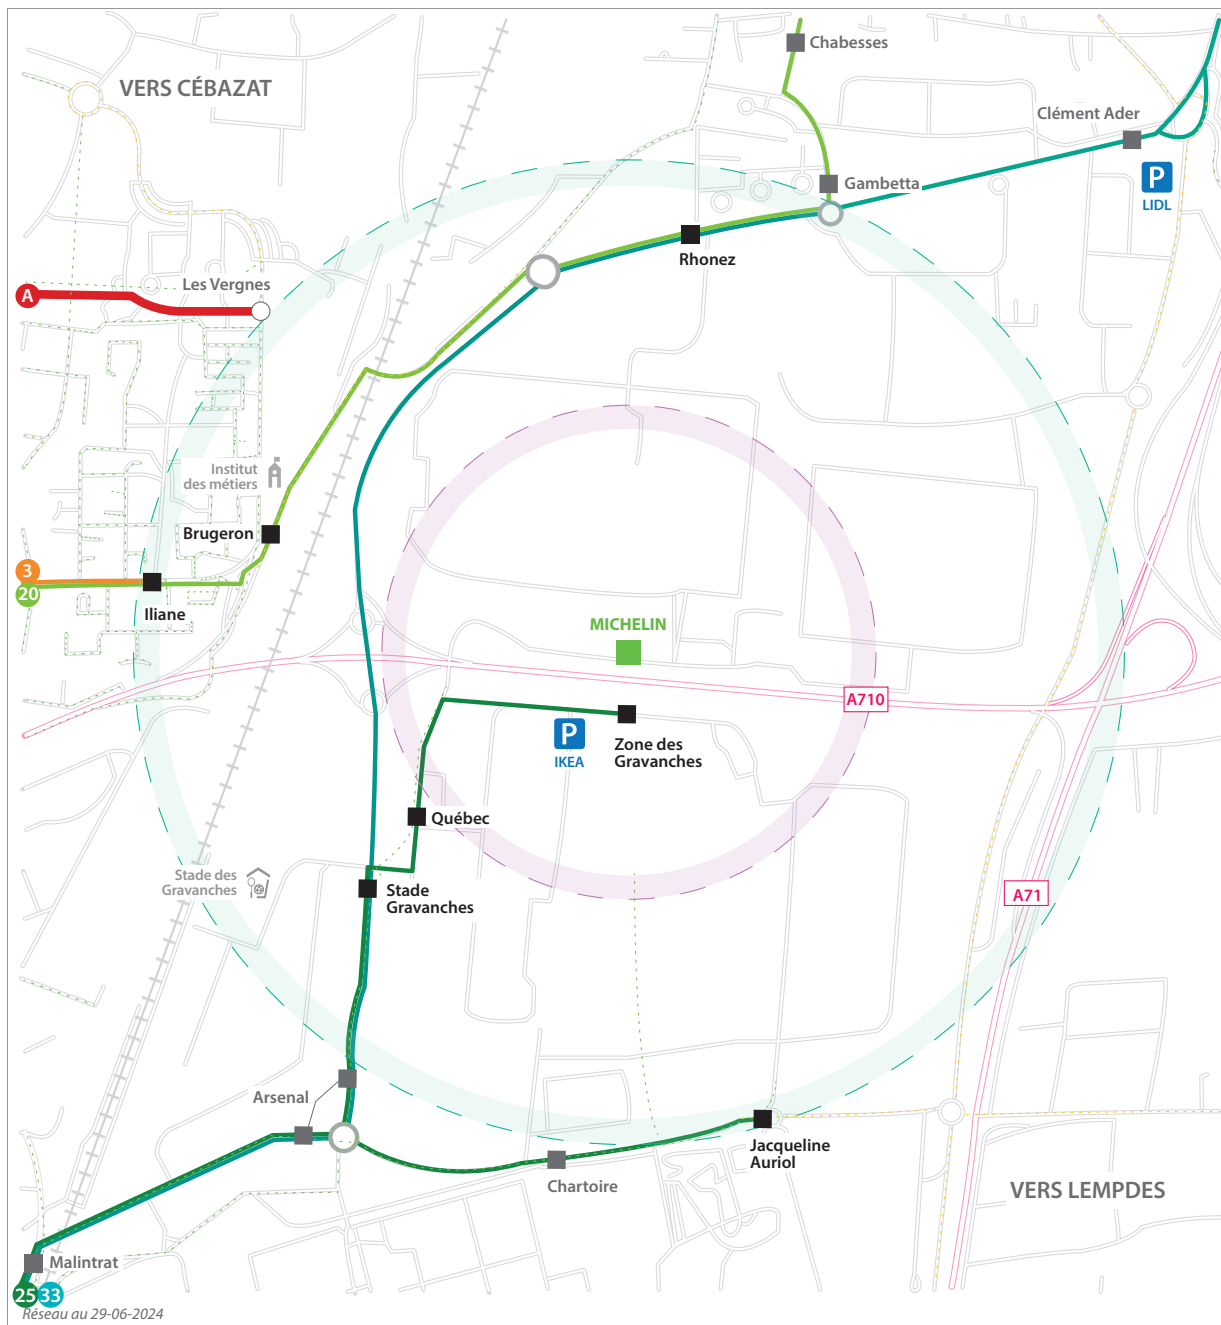 Chabesses
VERS CÉBAZAT
Clément Ader
P
LIDL
Gambetta
Rhonez
Les Vergnes
A
Institut
des métiers
Brugeron
3
20
Iliane
MICHELIN
A710
P
IKEA
Zone des
Gravanches
Québec
Stade des
Gravanches
Stade
Gravanches
A71
Arsenal
Jacqueline
Auriol
Chartoire
VERS LEMPDES
Malintrat
25 33
Réseau au 29-06-2024